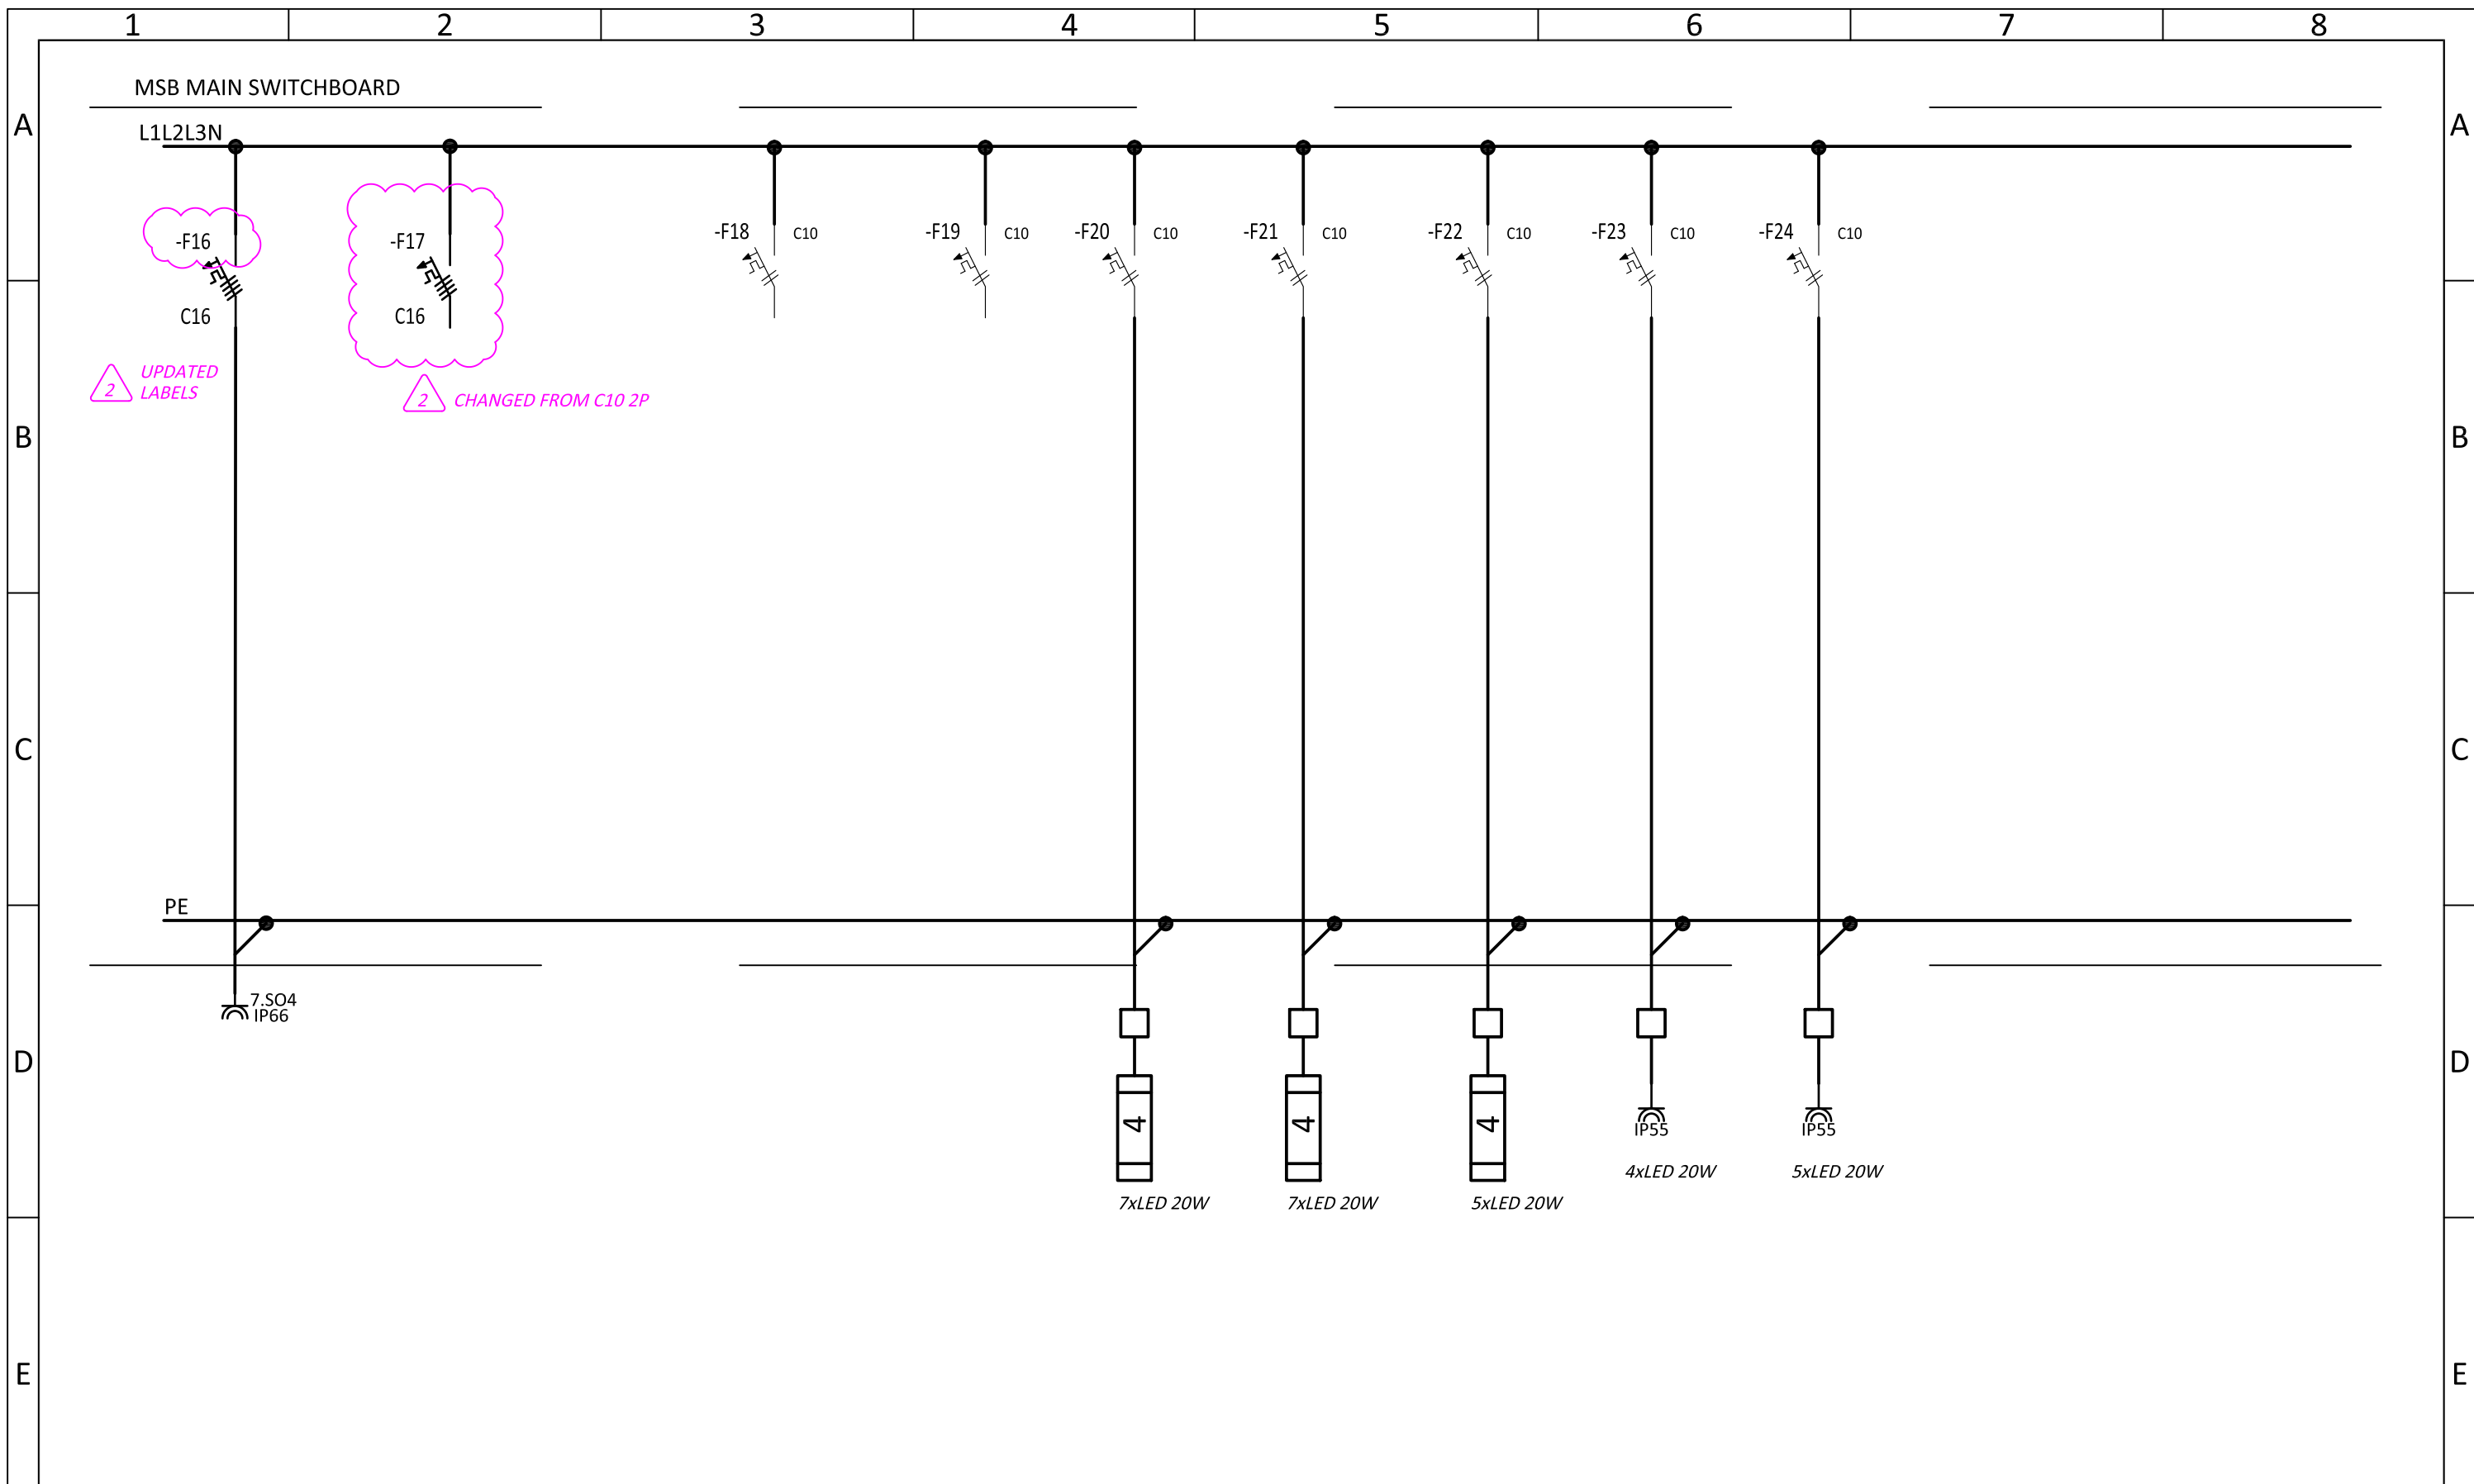 1 2 3 4 5 6 7 8
MSB MAIN SWITCHBOARD
A A
L1L2L3N
-F16 -F17 -F18 C10 -F19 C10 -F20 C10 -F21 C10 -F22 C10 -F23 C10 -F24 C10
C16 C16
2 UPDATED
LABELS
2 CHANGED FROM C10 2P
B B
C C
PE
7.SO4
IP66
D D
4 4 4 IP55 IP55
4xLED 20W 5xLED 20W
7xLED 20W 7xLED 20W 5xLED 20W
E E